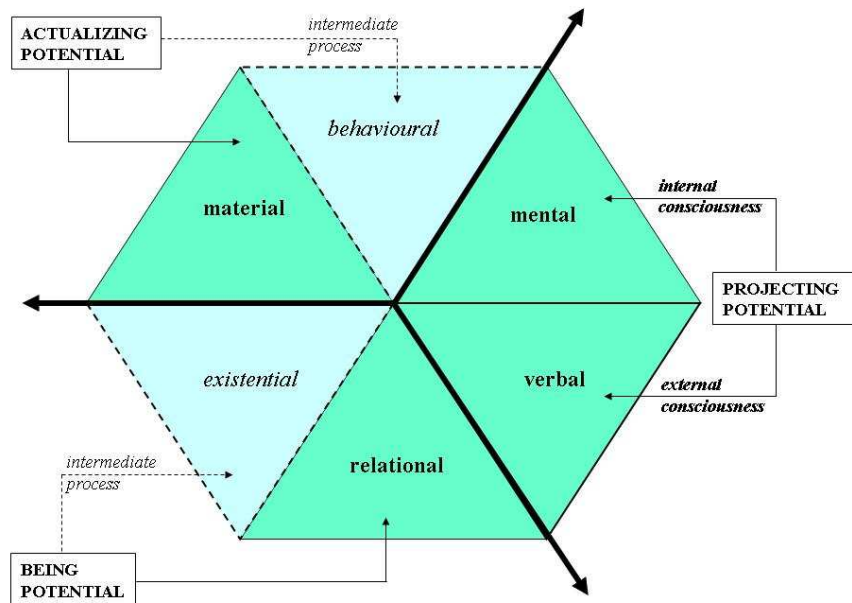 ACTUALIZING
POTENTIAL
intermediate
process
behavioural
material
mental
internal
consciousness
PROJECTING
POTENTIAL
existential
verbal
external
consciousness
relational
intermediate
process
BEING
POTENTIAL